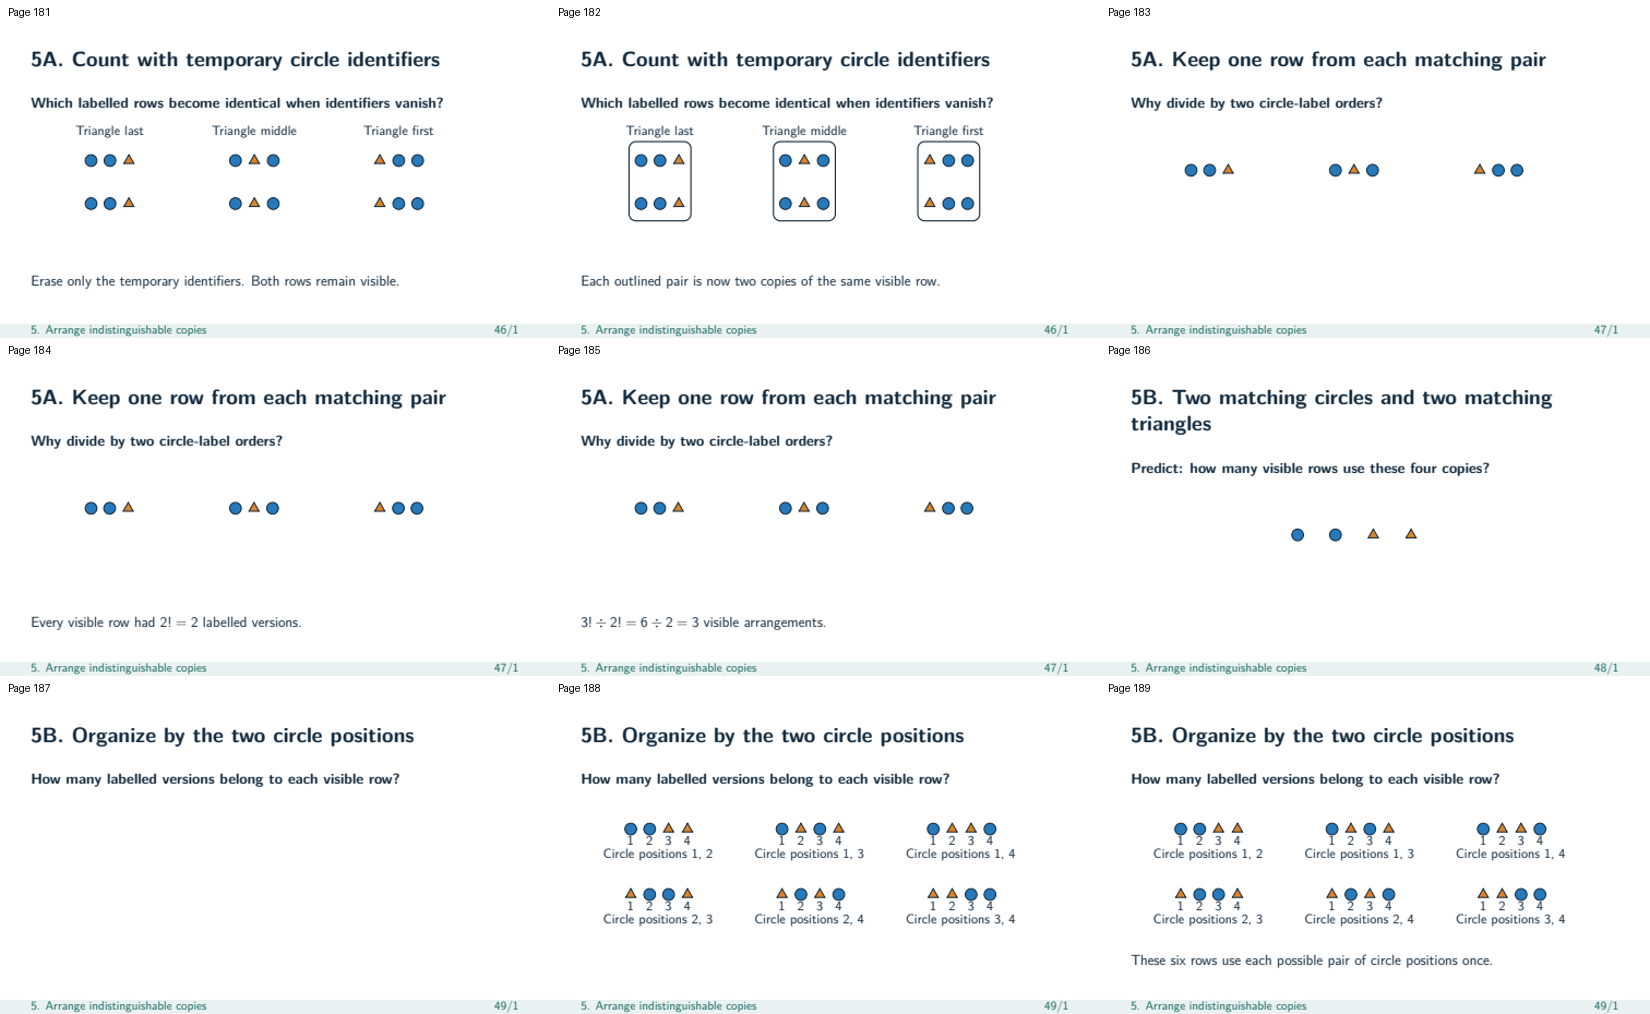 Page 181
5A. Count with temporary circle identifiers
Which labelled rows become identical when identifiers vanish?
Triangle last Triangle middle Triangle first
Erase only the temporary identifiers. Both rows remain visible.
5. Arrange indistinguishable copies 46/1
Page 182
5A. Count with temporary circle identifiers
Which labelled rows become identical when identifiers vanish?
Triangle last Triangle middle Triangle first
Each outlined pair is now two copies of the same visible row.
5. Arrange indistinguishable copies 46/1
Page 183
5A. Keep one row from each matching pair
Why divide by two circle-label orders?
5. Arrange indistinguishable copies 47/1
Page 184
5A. Keep one row from each matching pair
Why divide by two circle-label orders?
Every visible row had 2! = 2 labelled versions.
5. Arrange indistinguishable copies 47/1
Page 185
5A. Keep one row from each matching pair
Why divide by two circle-label orders?
3! ÷ 2! = 6 ÷ 2 = 3 visible arrangements.
5. Arrange indistinguishable copies 47/1
Page 186
5B. Two matching circles and two matching
triangles
Predict: how many visible rows use these four copies?
5. Arrange indistinguishable copies 48/1
Page 187
5B. Organize by the two circle positions
How many labelled versions belong to each visible row?
5. Arrange indistinguishable copies 49/1
Page 188
5B. Organize by the two circle positions
How many labelled versions belong to each visible row?
1 2 3 4 1 2 3 4 1 2 3 4
Circle positions 1, 2 Circle positions 1, 3 Circle positions 1, 4
1 2 3 4 1 2 3 4 1 2 3 4
Circle positions 2, 3 Circle positions 2, 4 Circle positions 3, 4
5. Arrange indistinguishable copies 49/1
Page 189
5B. Organize by the two circle positions
How many labelled versions belong to each visible row?
1 2 3 4 1 2 3 4 1 2 3 4
Circle positions 1, 2 Circle positions 1, 3 Circle positions 1, 4
1 2 3 4 1 2 3 4 1 2 3 4
Circle positions 2, 3 Circle positions 2, 4 Circle positions 3, 4
These six rows use each possible pair of circle positions once.
5. Arrange indistinguishable copies 49/1